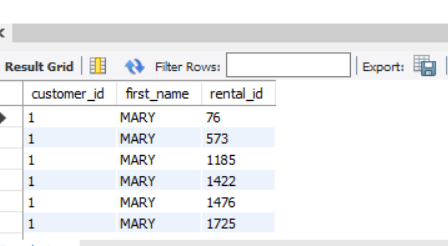 Result Grid Filter Rows: Export:
customer_id first_name rental_id
1 MARY 76
1 MARY 573
1 MARY 1185
1 MARY 1422
1 MARY 1476
1 MARY 1725